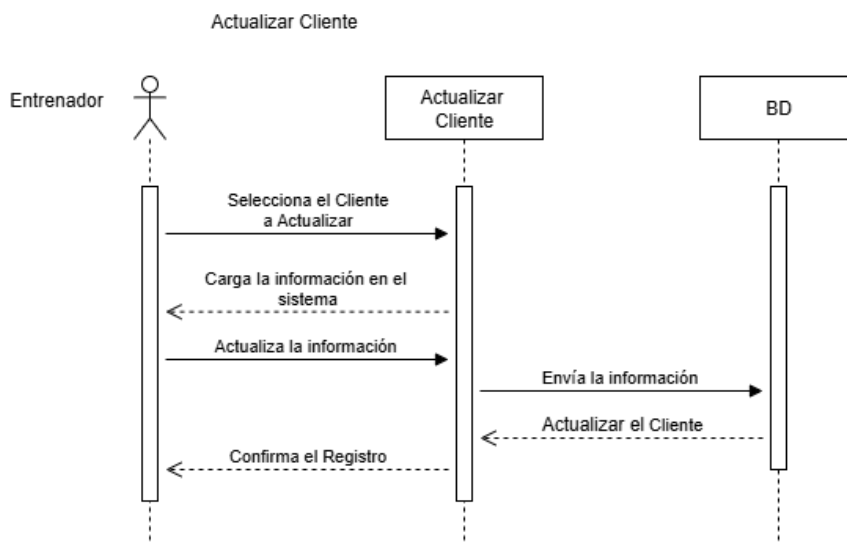 Actualizar Cliente
Entrenador
Actualizar
Cliente
BD
Selecciona el Cliente
a Actualizar
Carga la información en el
sistema
Actualiza la información
Envía la información
Actualizar el Cliente
Confirma el Registro